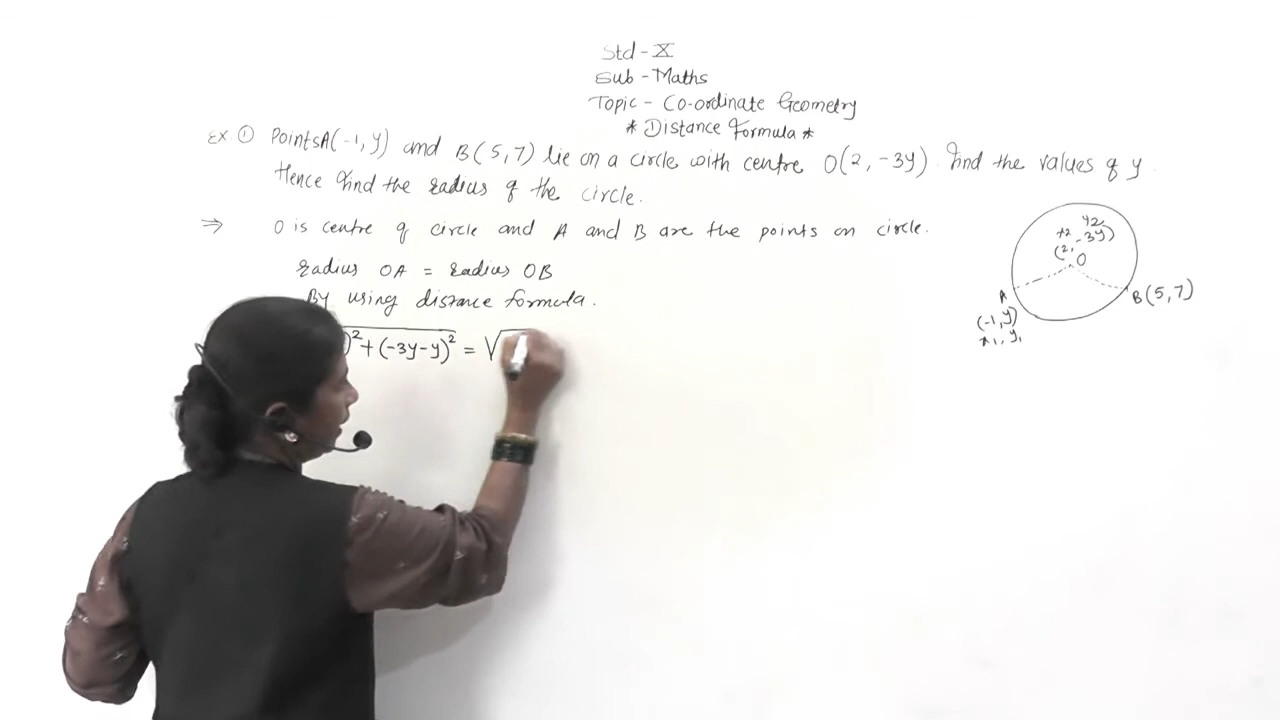 Std - X
Sub - Maths
Topic - Co-ordinate Geometry
* Distance Formula *
Ex. ① Points A(-1, y) and B(5,7) lie on a circle with centre O(2, -3y) find the values of y.
Hence find the radius of the circle.
⇒ O is centre of circle and A and B are the points on circle.
radius OA = radius OB
By using distance formula.
)²+(-3y-y)² = √
x2 y2
(2, -3y)
O
A
B(5,7)
(-1, y)
x1, y1